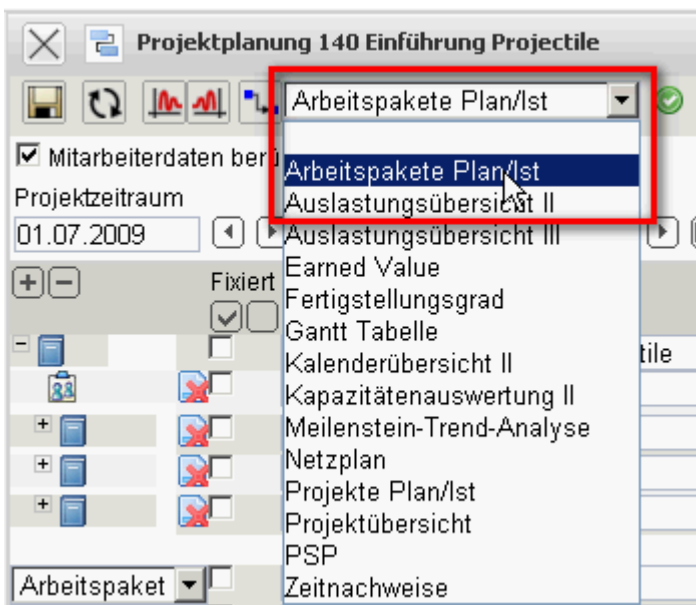 Projektplanung 140 Einführung Projectile
Arbeitspakete Plan/Ist
Mitarbeiterdaten berü
Arbeitspakete Plan/Ist
Projektzeitraum
Auslastungsübersicht II
01.07.2009
Auslastungsübersicht III
Earned Value
Fixiert
Fertigstellungsgrad
Gantt Tabelle
tile
Kalenderübersicht II
Kapazitätenauswertung II
Meilenstein-Trend-Analyse
Netzplan
Projekte Plan/Ist
Projektübersicht
PSP
Arbeitspaket
Zeitnachweise